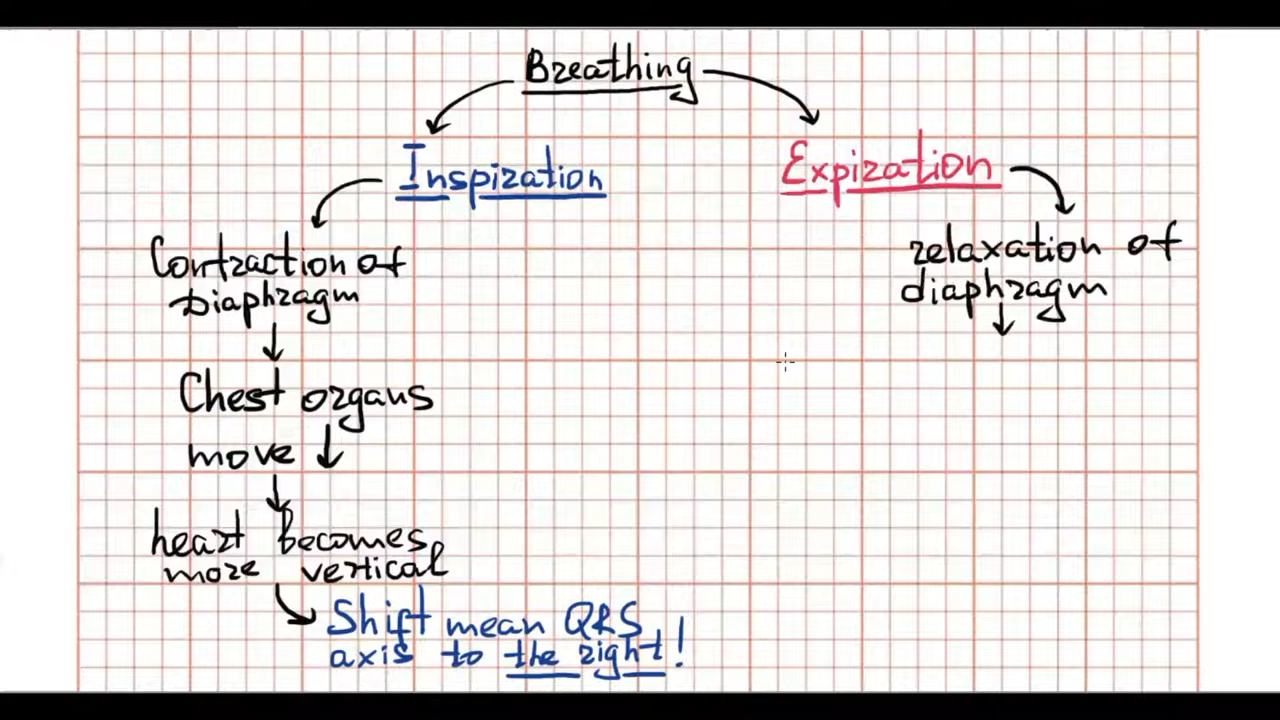 Breathing
Inspiration
Expiration
Contraction of
Diaphragm
relaxation of
diaphragm
Chest organs
move ↓
heart becomes
more vertical
Shift mean QRS
axis to the right!